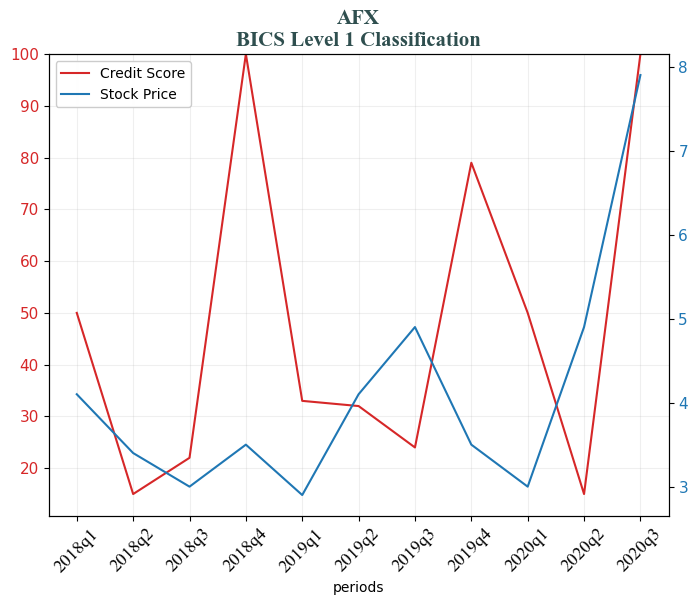 AFX
BICS Level 1 Classification
Credit Score
Stock Price
100
90
80
70
60
50
40
30
20
8
7
6
5
4
3
2018q1
2018q2
2018q3
2018q4
2019q1
2019q2
2019q3
2019q4
2020q1
2020q2
2020q3
periods